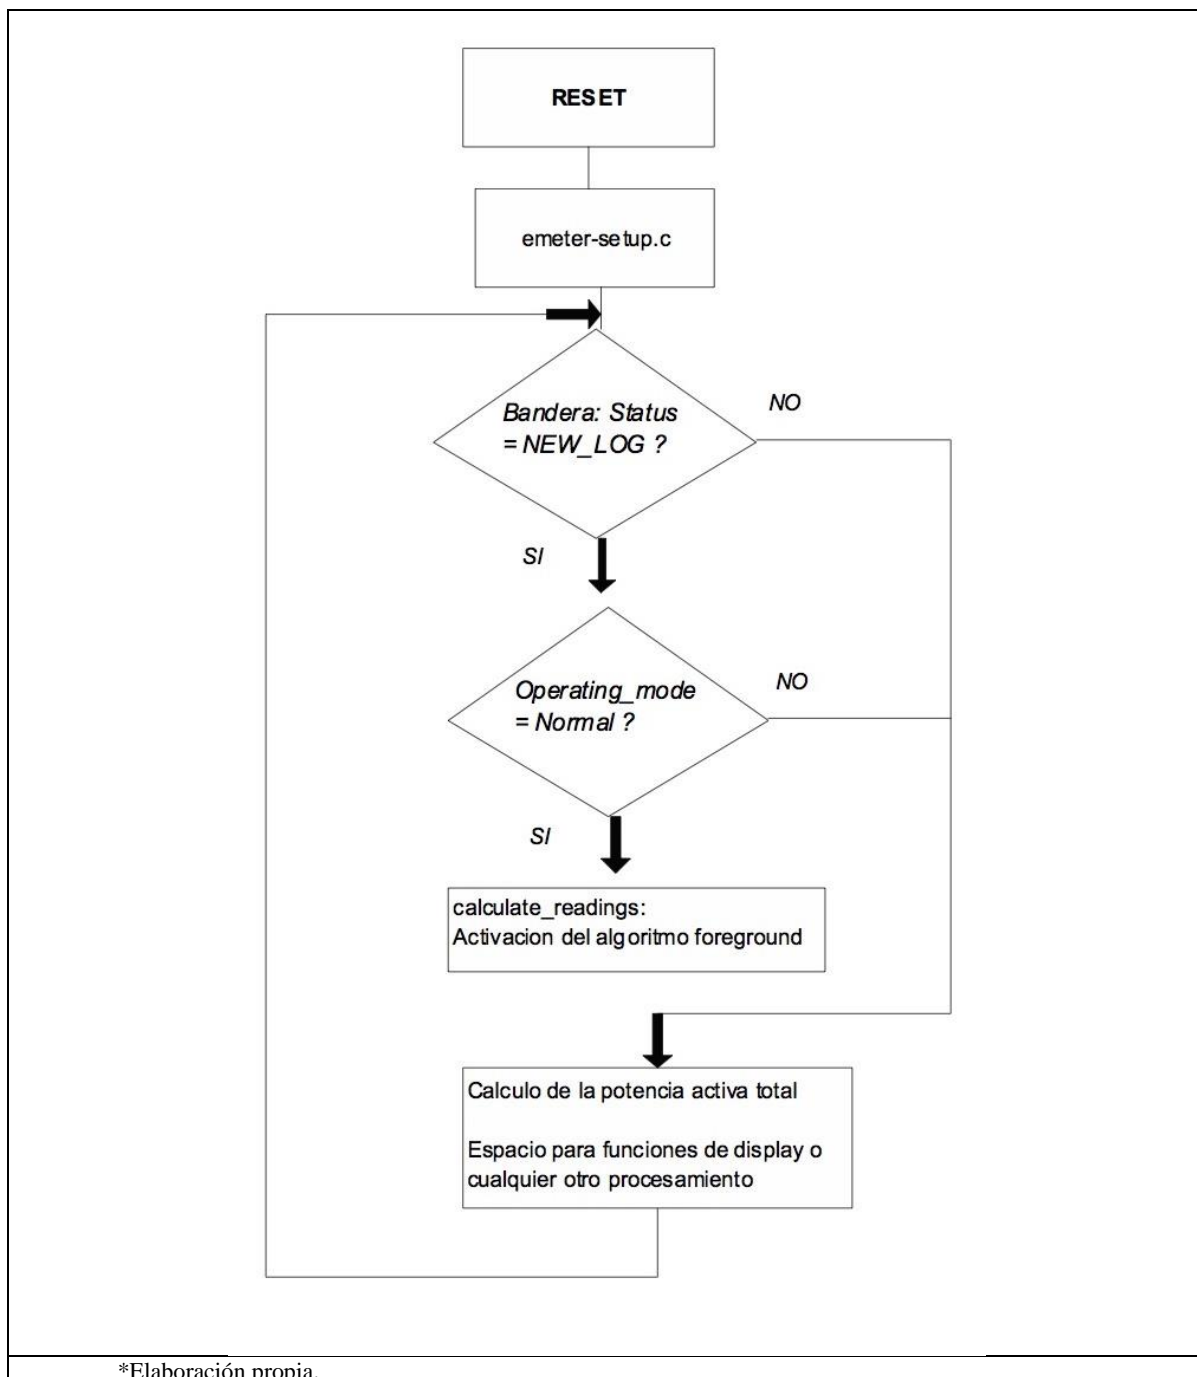 RESET
emeter-setup.c
Bandera: Status
= NEW_LOG ?
NO
SI
Operating_mode
= Normal ?
NO
SI
calculate_readings:
Activacion del algoritmo foreground
Calculo de la potencia activa total
Espacio para funciones de display o
cualquier otro procesamiento
*Elaboración propia.